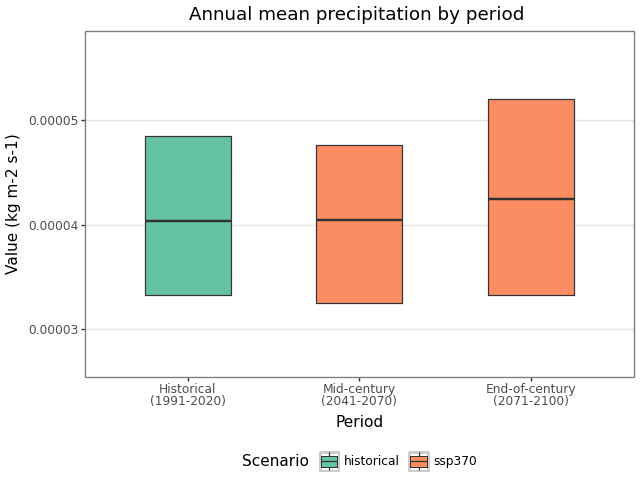 Annual mean precipitation by period
Value (kg m-2 s-1)
0.00005
0.00004
0.00003
Historical
(1991-2020)
Mid-century
(2041-2070)
End-of-century
(2071-2100)
Period
Scenario historical ssp370